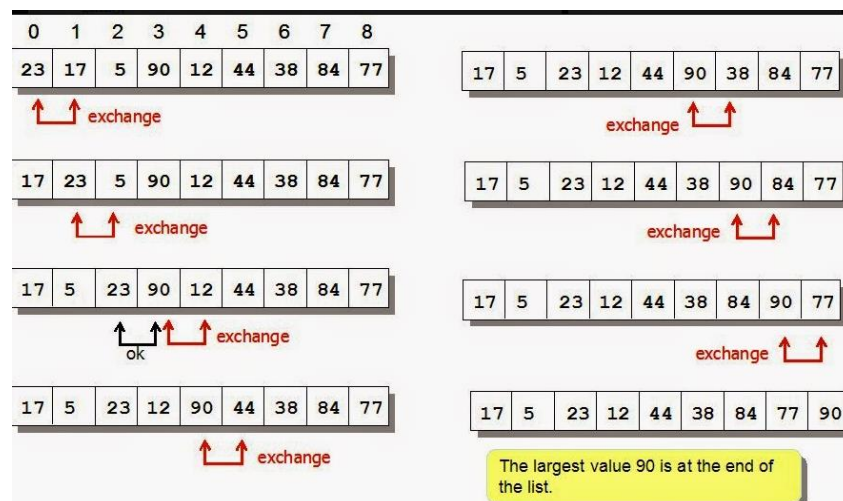 0 1 2 3 4 5 6 7 8
23 17 5 90 12 44 38 84 77
exchange
17 23 5 90 12 44 38 84 77
exchange
17 5 23 90 12 44 38 84 77
ok
exchange
17 5 23 12 90 44 38 84 77
exchange
17 5 23 12 44 90 38 84 77
exchange
17 5 23 12 44 38 90 84 77
exchange
17 5 23 12 44 38 84 90 77
exchange
17 5 23 12 44 38 84 77 90
The largest value 90 is at the end of
the list.